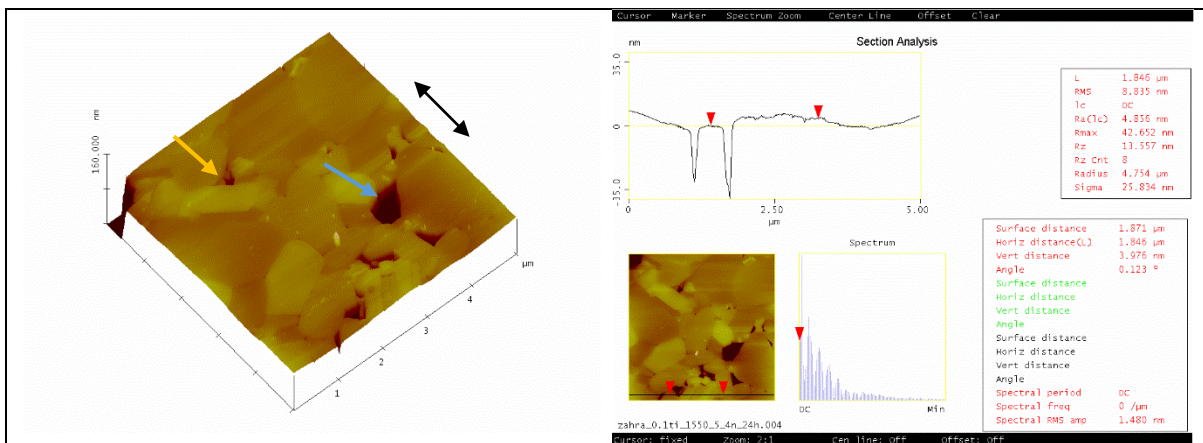 160.000 nm
1
2
3
4
µm
Cursor Marker Spectrum Zoom Center Line Offset Clear
Section Analysis
nm
35.0
0
-35.0
0
2.50
5.00
µm
L 1.846 µm
RMS 8.835 nm
lc DC
Ra(lc) 4.856 nm
Rmax 42.652 nm
Rz 13.557 nm
Rz Cnt 8
Radius 4.754 µm
Sigma 25.834 nm
Surface distance 1.871 µm
Horiz distance(L) 1.846 µm
Vert distance 3.976 nm
Angle 0.123 °
Surface distance
Horiz distance
Vert distance
Angle
Surface distance
Horiz distance
Vert distance
Angle
Spectral period DC
Spectral freq 0 /µm
Spectral RMS amp 1.480 nm
Spectrum
DC Min
zahra_0.1ti_1550_5_4n_24h.004
Cursor: fixed Zoom: 2:1 Cen line: Off Offset: Off